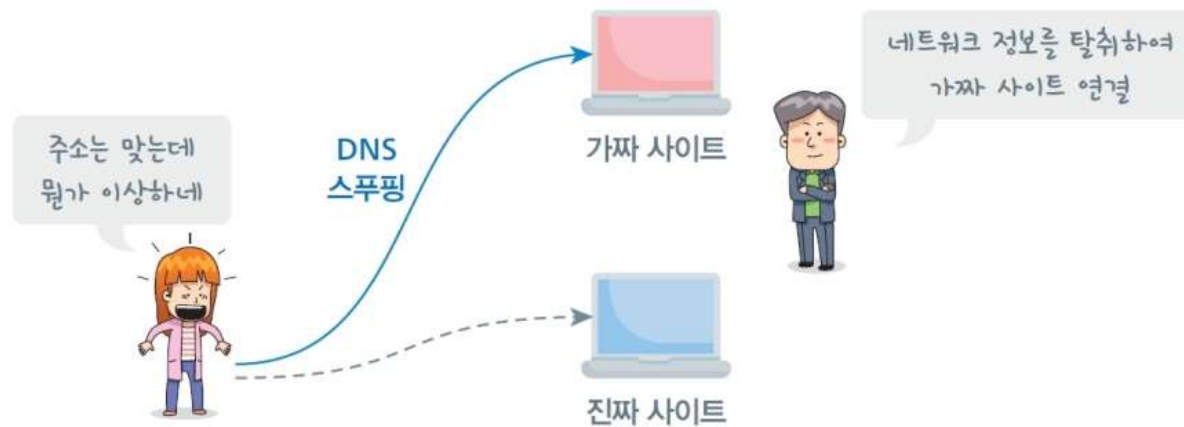 주소는 맞는데
뭔가 이상하네
DNS
스푸핑
가짜 사이트
네트워크 정보를 탈취하여
가짜 사이트 연결
진짜 사이트